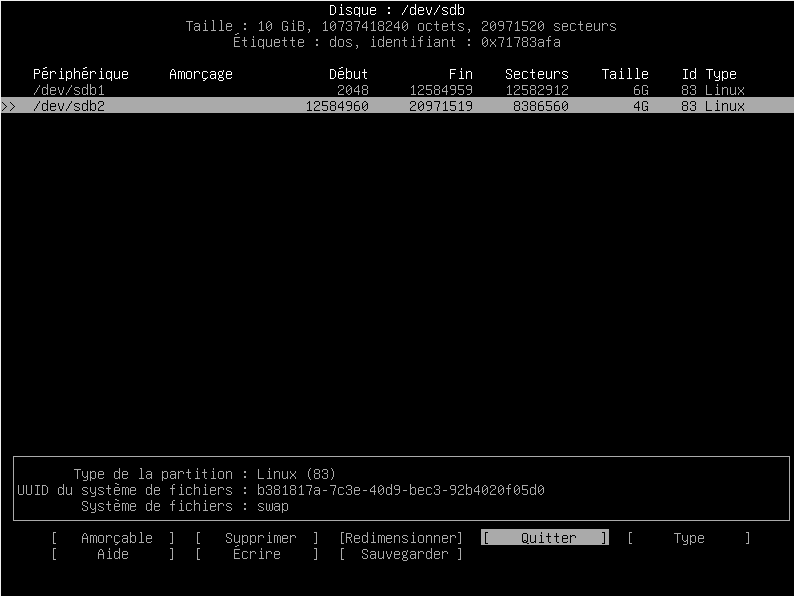 Disque : /dev/sdb
Taille : 10 GiB, 10737418240 octets, 20971520 secteurs
Étiquette : dos, identifiant : 0x71783afa
Périphérique Amorçage Début Fin Secteurs Taille Id Type
/dev/sdb1 2048 12584959 12582912 6G 83 Linux
>> /dev/sdb2 12584960 20971519 8386560 4G 83 Linux
Type de la partition : Linux (83)
UUID du système de fichiers : b381817a-7c3e-40d9-bec3-92b4020f05d0
Système de fichiers : swap
[ Amorçable ] [ Supprimer ] [Redimensionner] [ Quitter ] [ Type ]
[ Aide ] [ Écrire ] [ Sauvegarder ]